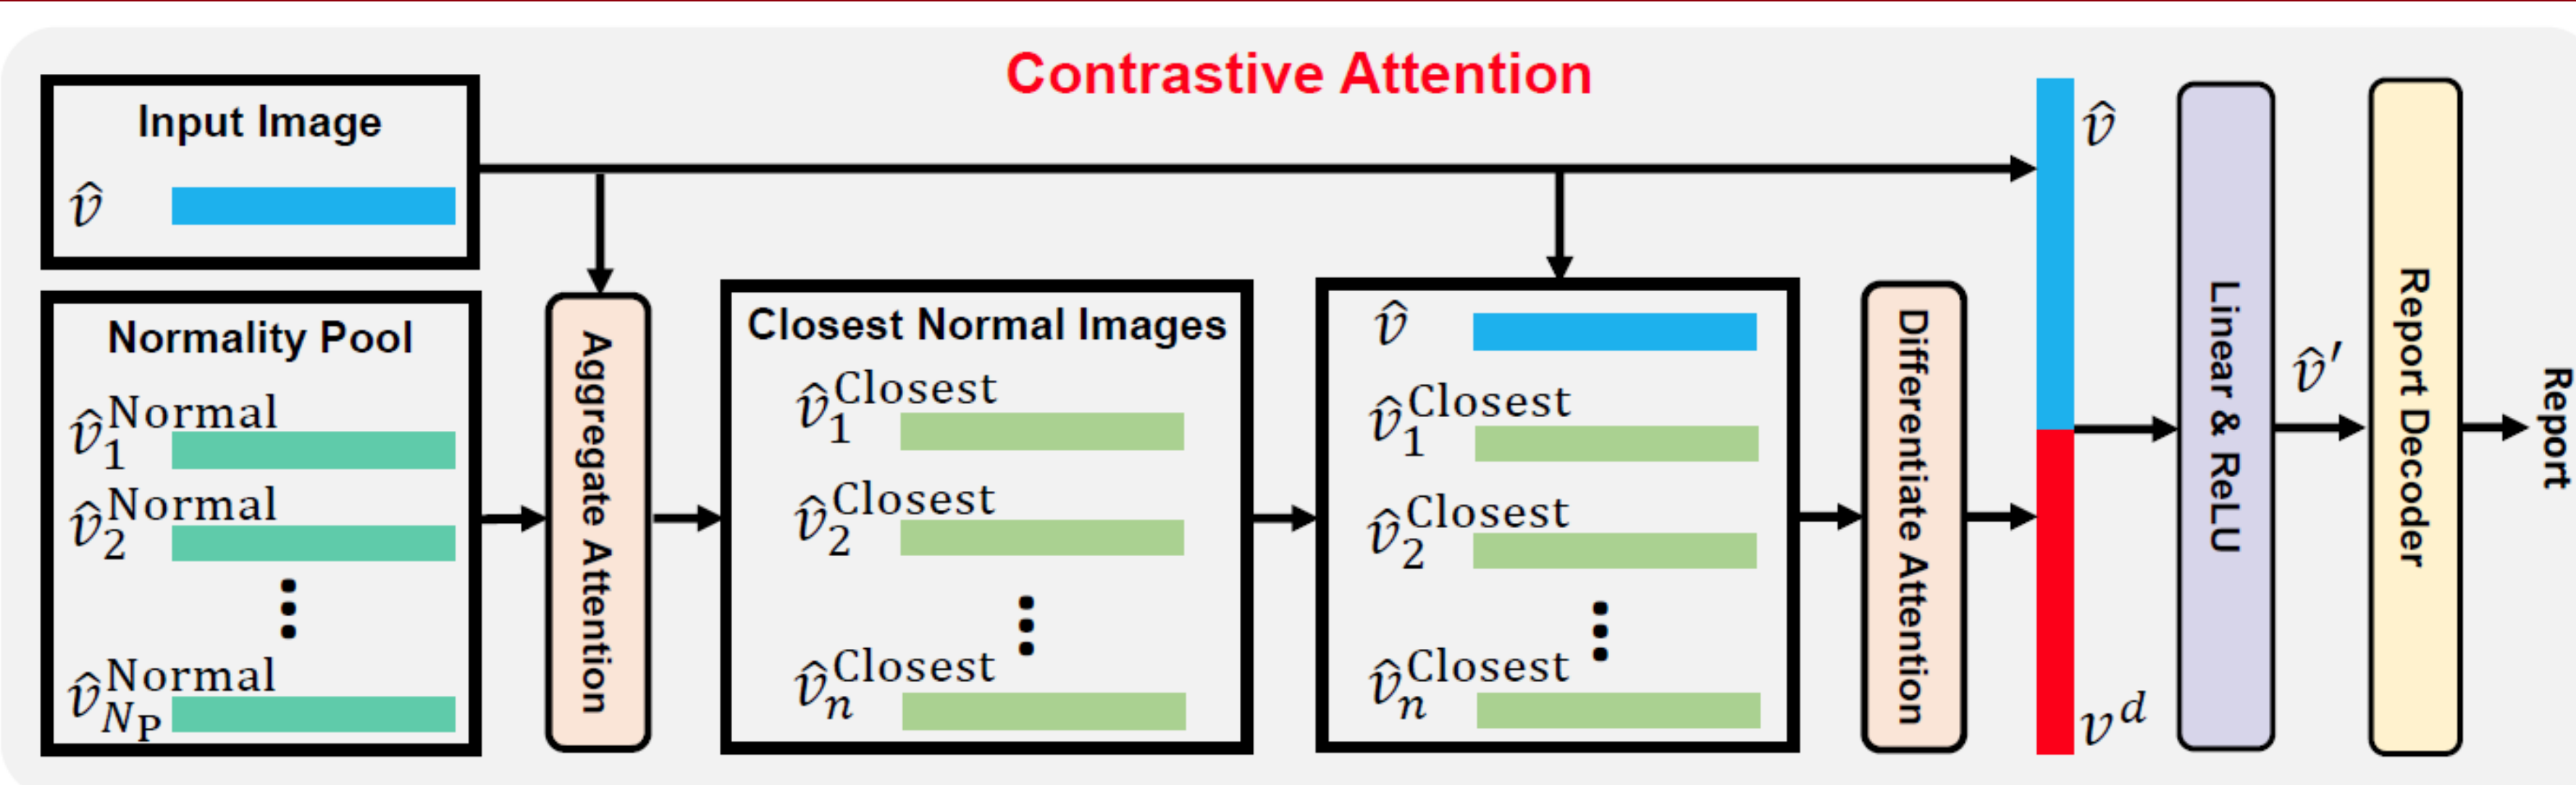 Contrastive Attention
Input Image
v̂
Normality Pool
v̂₁^Normal
v̂₂^Normal
⋮
v̂_{N_P}^Normal
Aggregate Attention
Closest Normal Images
v̂₁^Closest
v̂₂^Closest
⋮
v̂ₙ^Closest
v̂
v̂₁^Closest
v̂₂^Closest
⋮
v̂ₙ^Closest
Differentiate Attention
v̂
v^d
Linear & ReLU
v̂′
Report Decoder
Report